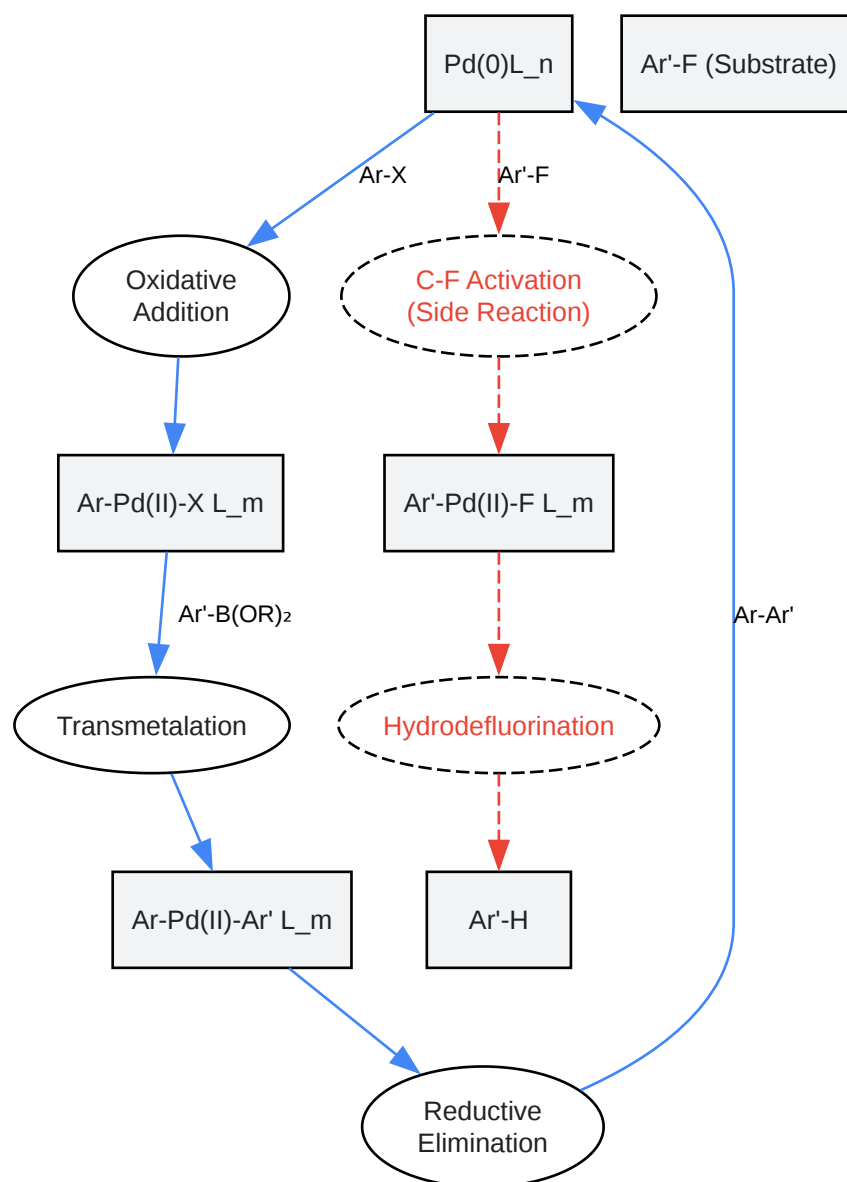 Pd(0)L_n
Ar'-F (Substrate)
Ar-X
Ar'-F
Oxidative
Addition
C-F Activation
(Side Reaction)
Ar-Pd(II)-X L_m
Ar'-Pd(II)-F L_m
Ar'-B(OR)₂
Ar-Ar'
Transmetalation
Hydrodefluorination
Ar-Pd(II)-Ar' L_m
Ar'-H
Reductive
Elimination